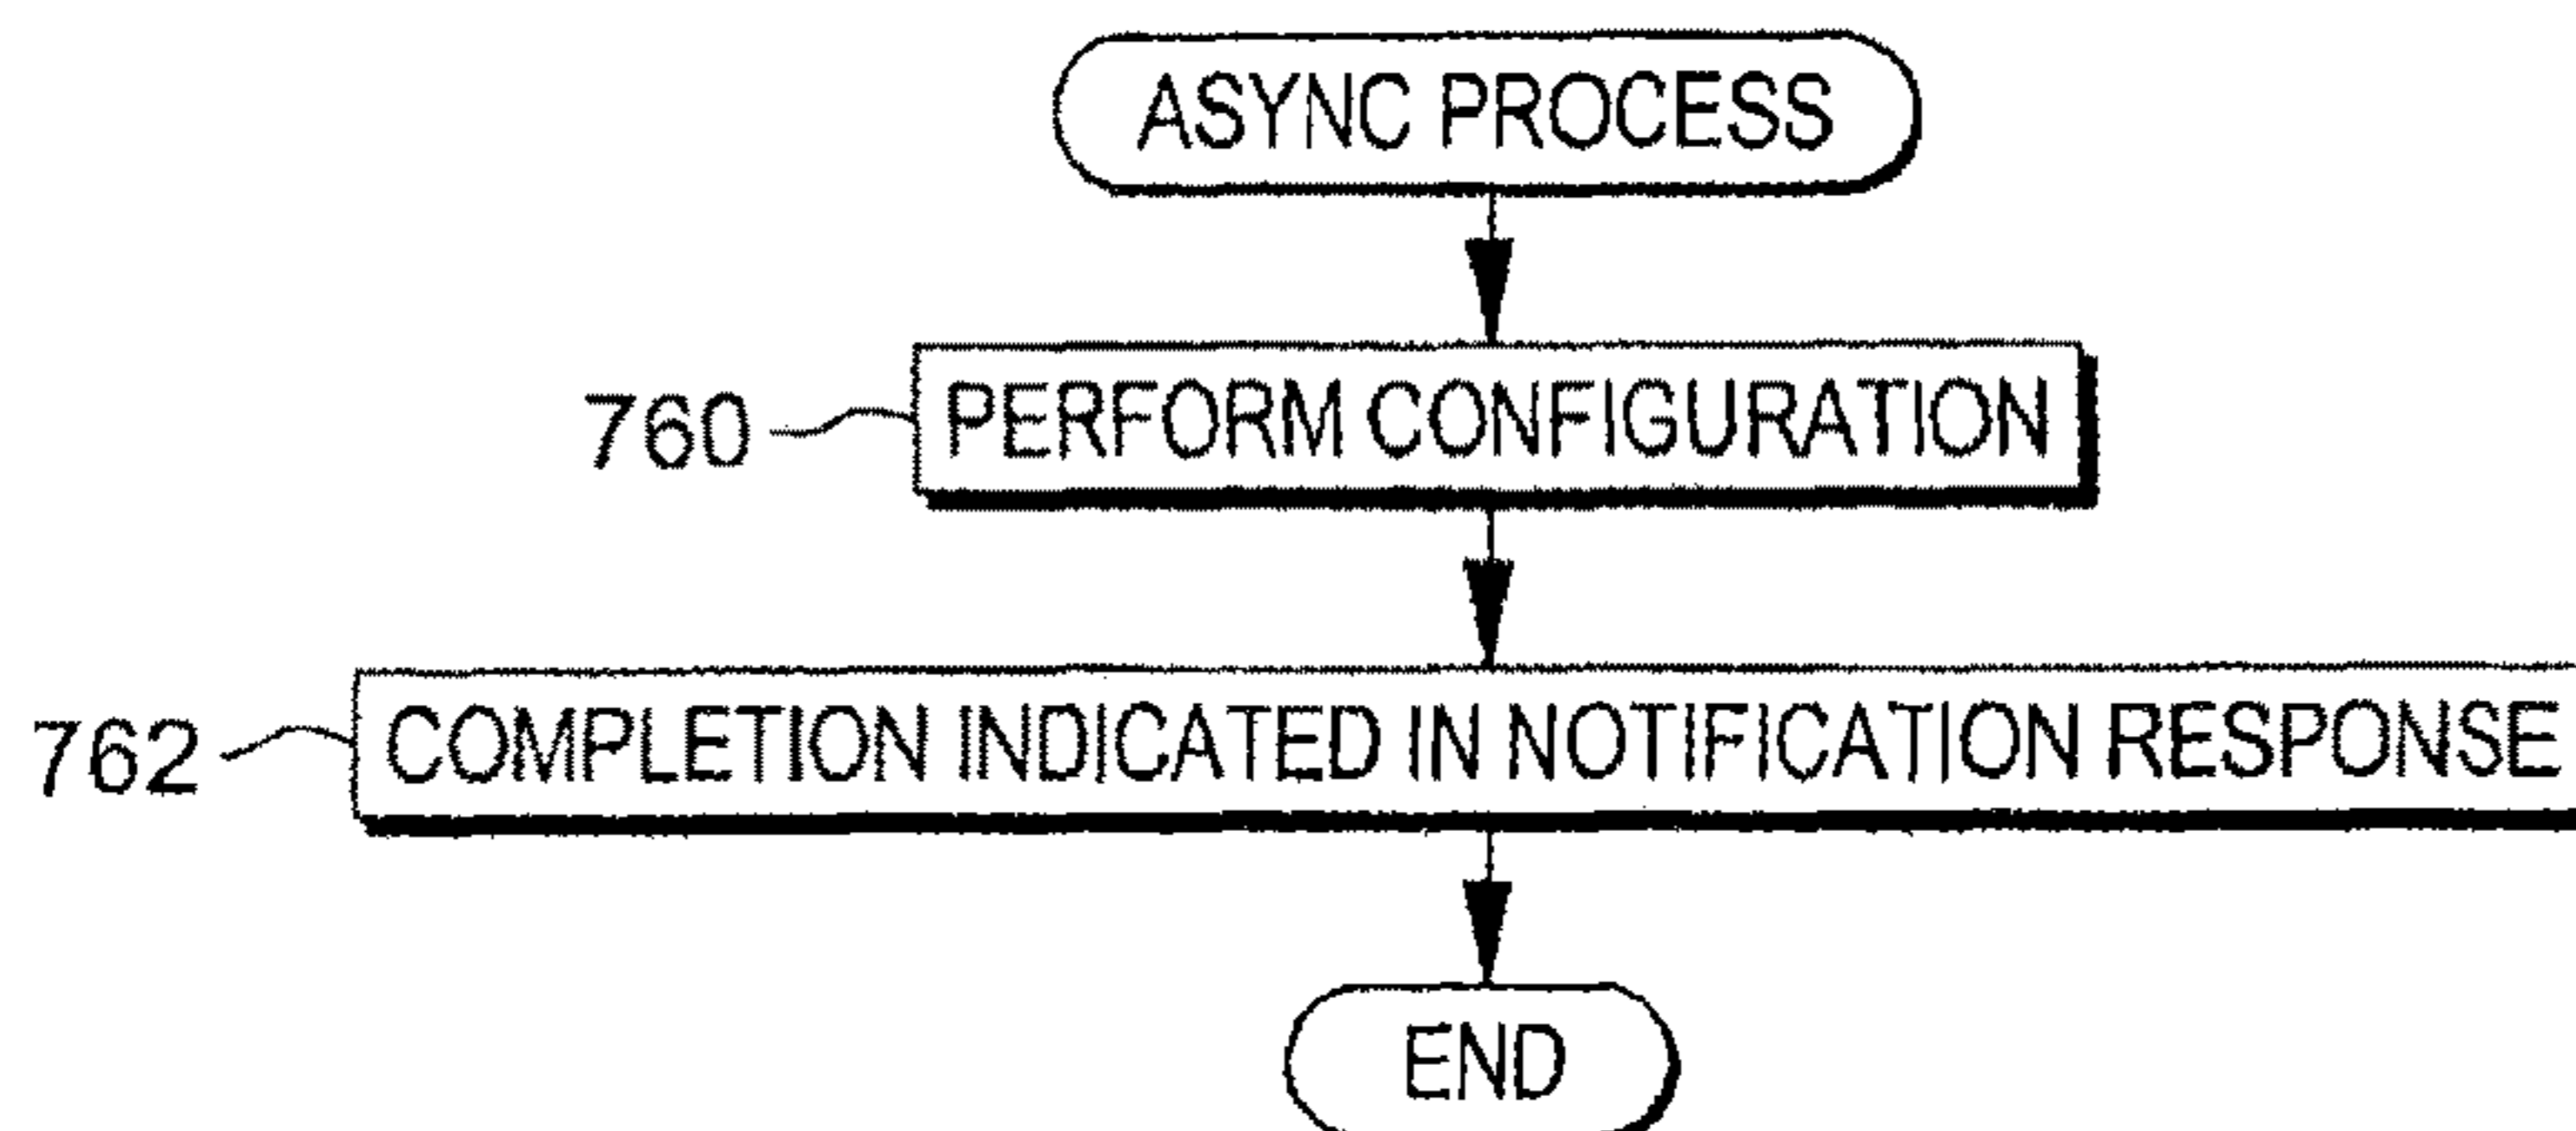 ASYNC PROCESS
760 PERFORM CONFIGURATION
762 COMPLETION INDICATED IN NOTIFICATION RESPONSE
END